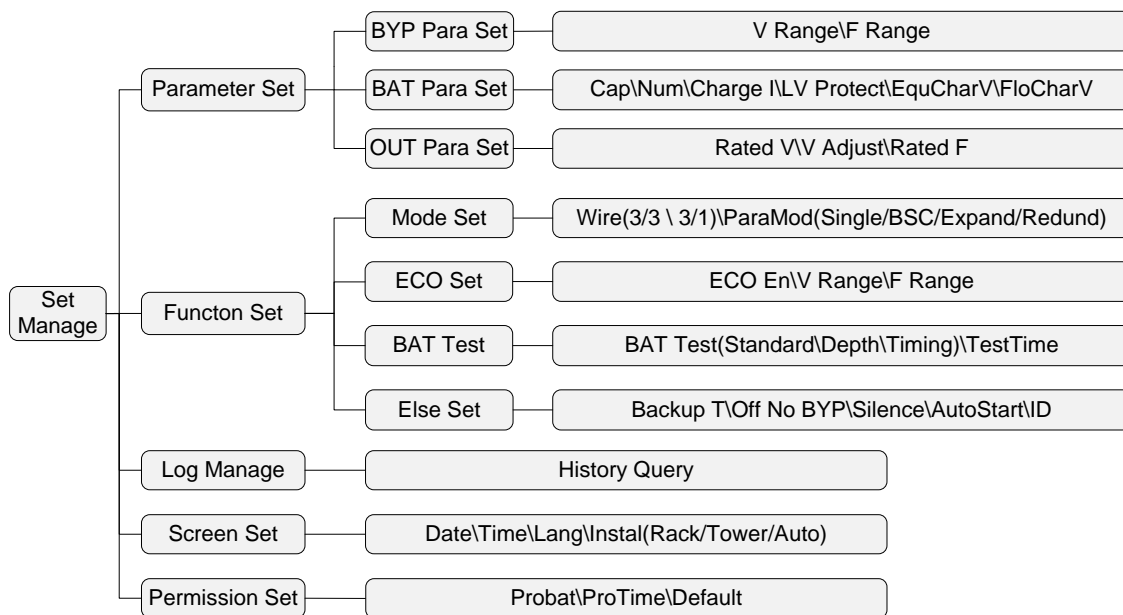 BYP Para Set
V Range\F Range
Parameter Set
BAT Para Set
Cap\Num\Charge I\LV Protect\EquCharV\FloCharV
OUT Para Set
Rated V\V Adjust\Rated F
Mode Set
Wire(3/3 \ 3/1)\ParaMod(Single/BSC/Expand/Redund)
ECO Set
ECO En\V Range\F Range
Set
Manage
Functon Set
BAT Test
BAT Test(Standard\Depth\Timing)\TestTime
Else Set
Backup T\Off No BYP\Silence\AutoStart\ID
Log Manage
History Query
Screen Set
Date\Time\Lang\Instal(Rack/Tower/Auto)
Permission Set
Probat\ProTime\Default